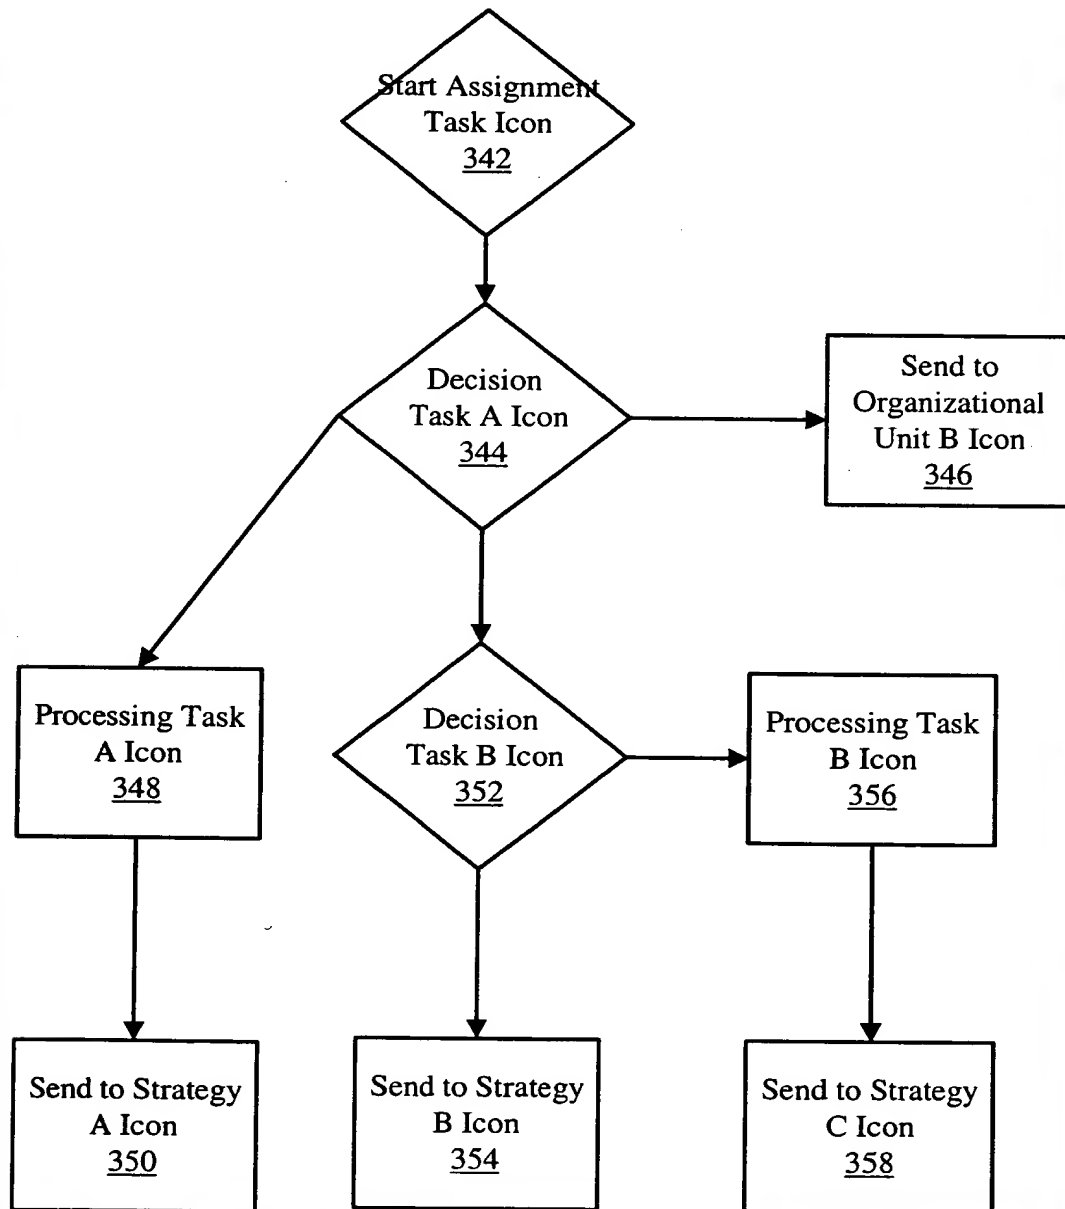 Start Assignment
Task Icon
342
Decision
Task A Icon
344
Send to
Organizational
Unit B Icon
346
Processing Task
A Icon
348
Decision
Task B Icon
352
Processing Task
B Icon
356
Send to Strategy
A Icon
350
Send to Strategy
B Icon
354
Send to Strategy
C Icon
358